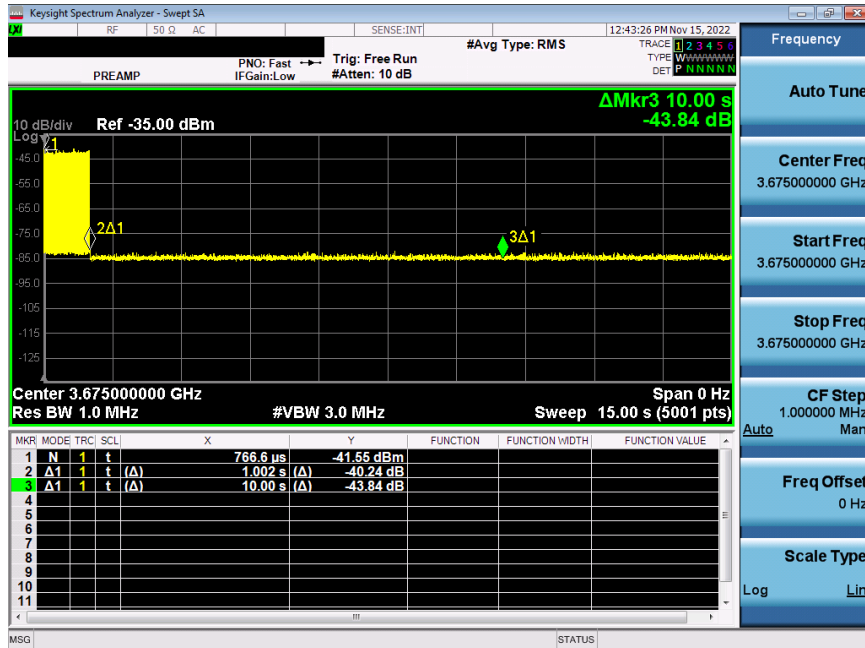 Keysight Spectrum Analyzer - Swept SA
LXI RF 50 Ω AC SENSE:INT 12:43:26 PM Nov 15, 2022
#Avg Type: RMS TRACE 1 2 3 4 5 6
PNO: Fast Trig: Free Run TYPE WWWWWW
PREAMP IFGain:Low #Atten: 10 dB DET P N N N N N
ΔMkr3 10.00 s
-43.84 dB
10 dB/div Ref -35.00 dBm
Log
1
-45.0
-55.0
-65.0
-75.0 2Δ1 3Δ1
-85.0
-95.0
-105
-115
-125
Center 3.675000000 GHz Span 0 Hz
Res BW 1.0 MHz #VBW 3.0 MHz Sweep 15.00 s (5001 pts)
MKR MODE TRC SCL X Y FUNCTION FUNCTION WIDTH FUNCTION VALUE
1 N 1 t 766.6 µs -41.55 dBm
2 Δ1 1 t (Δ) 1.002 s (Δ) -40.24 dB
3 Δ1 1 t (Δ) 10.00 s (Δ) -43.84 dB
4
5
6
7
8
9
10
11
MSG STATUS
Frequency
Auto Tune
Center Freq
3.675000000 GHz
Start Freq
3.675000000 GHz
Stop Freq
3.675000000 GHz
CF Step
1.000000 MHz
Auto Man
Freq Offset
0 Hz
Scale Type
Log Lin